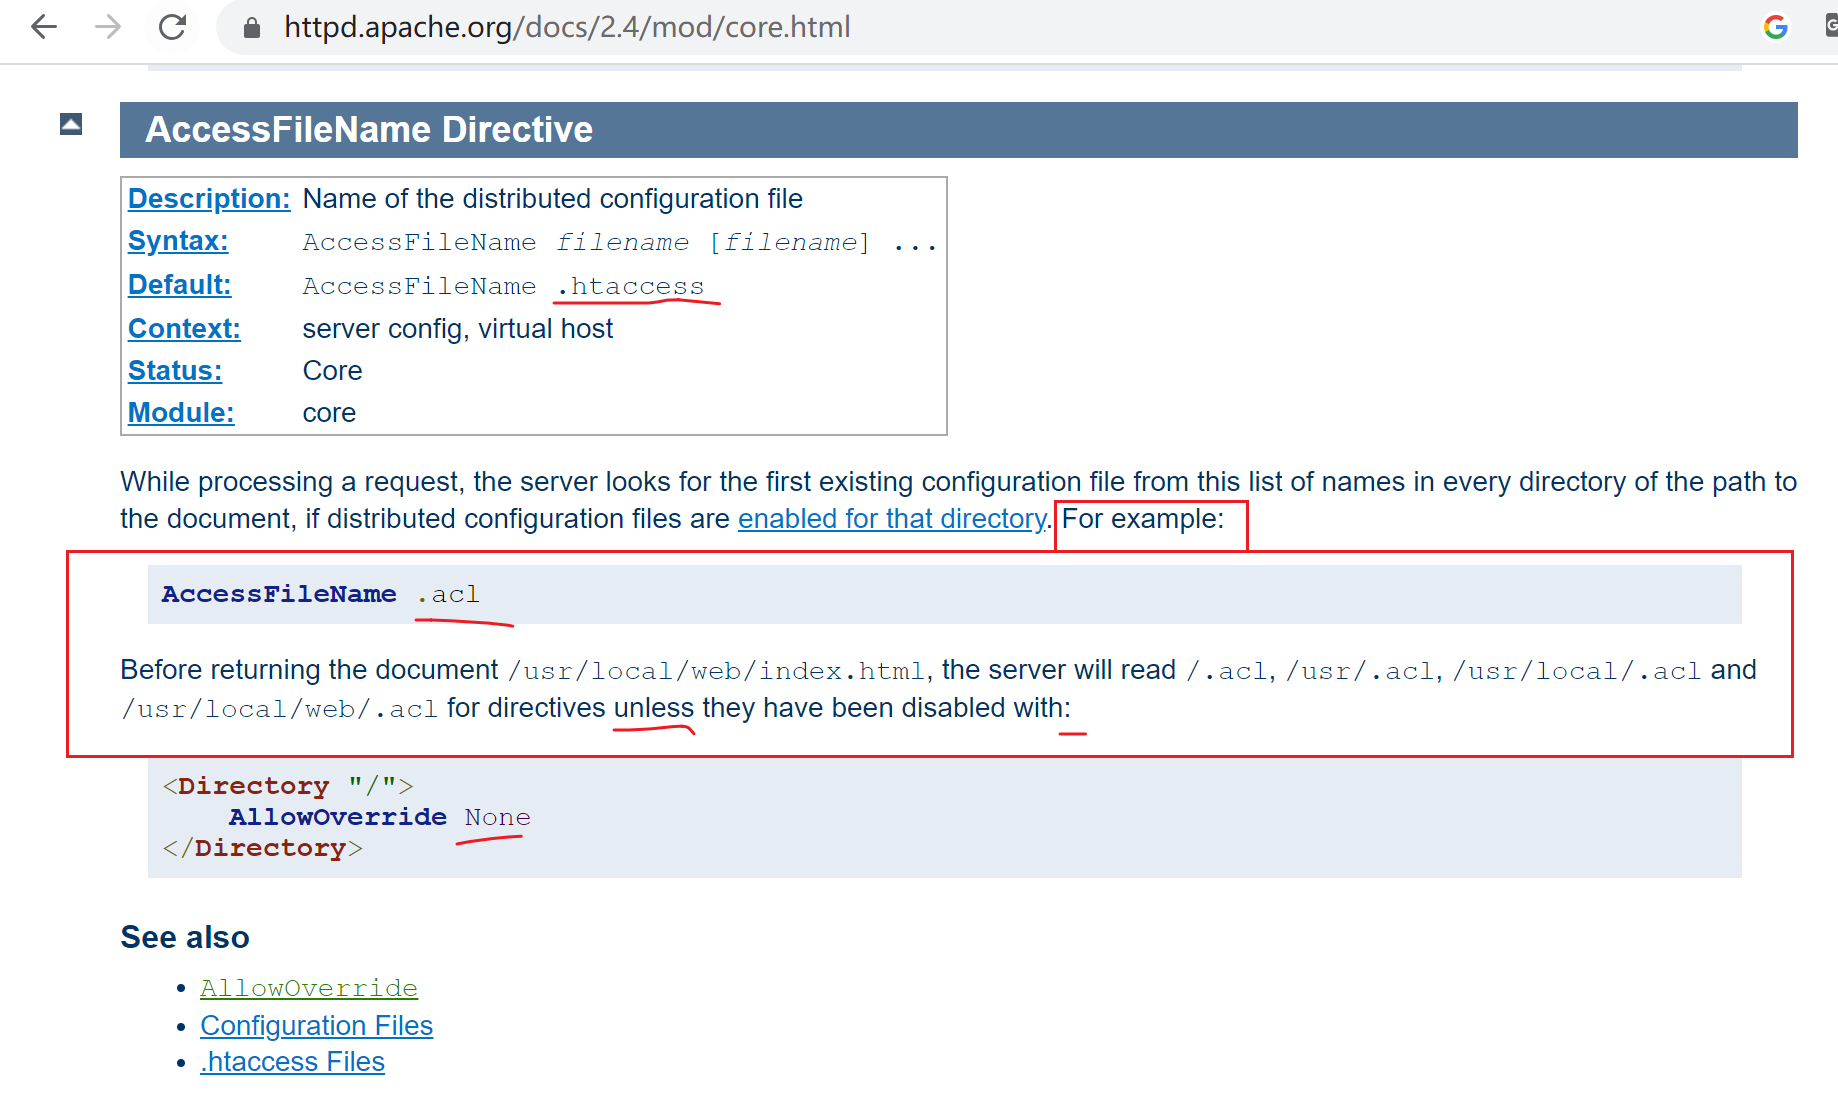 httpd.apache.org/docs/2.4/mod/core.html
AccessFileName Directive
Description: Name of the distributed configuration file
Syntax: AccessFileName filename [filename] ...
Default: AccessFileName .htaccess
Context: server config, virtual host
Status: Core
Module: core
While processing a request, the server looks for the first existing configuration file from this list of names in every directory of the path to
the document, if distributed configuration files are enabled for that directory. For example:
AccessFileName .acl
Before returning the document /usr/local/web/index.html, the server will read /.acl, /usr/.acl, /usr/local/.acl and
/usr/local/web/.acl for directives unless they have been disabled with:
<Directory "/">
AllowOverride None
</Directory>
See also
• AllowOverride
• Configuration Files
• .htaccess Files